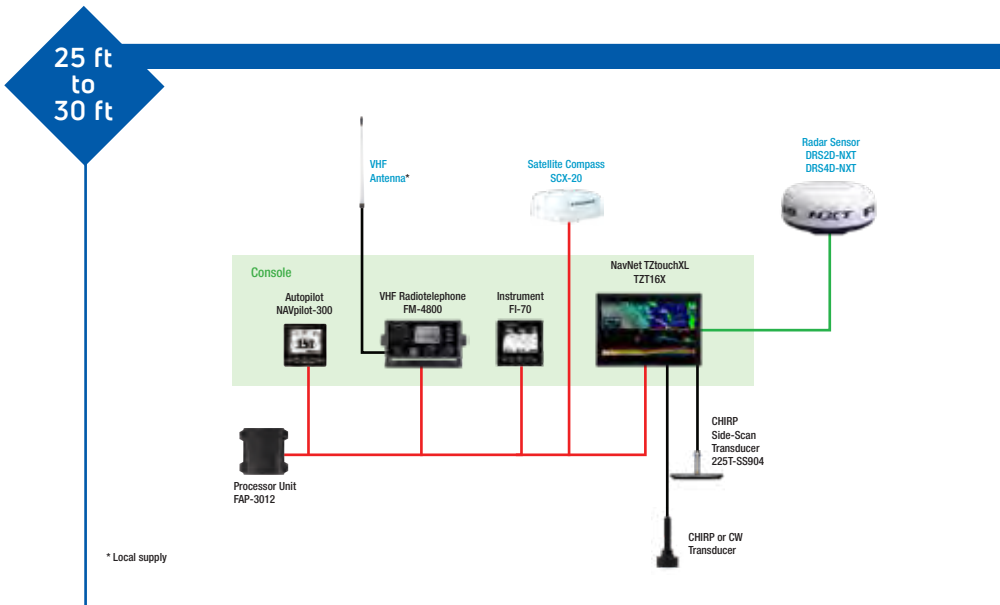 25 ft
to
30 ft
VHF
Antenna*
Satellite Compass
SCX-20
Radar Sensor
DRS2D-NXT
DRS4D-NXT
NXT
Console
Autopilot
NAVpilot-300
VHF Radiotelephone
FM-4800
Instrument
FI-70
NavNet TZtouchXL
TZT16X
Processor Unit
FAP-3012
CHIRP
Side-Scan
Transducer
225T-SS904
CHIRP or CW
Transducer
* Local supply